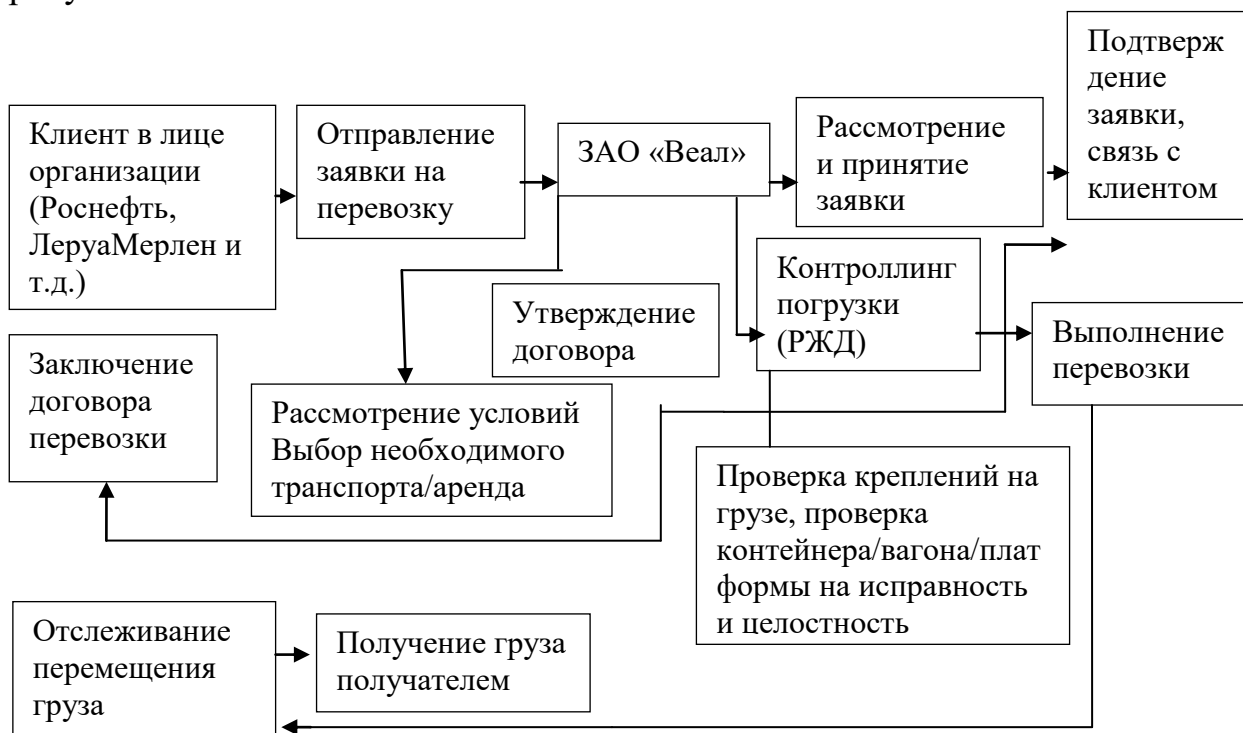 Подтверж
дение
заявки,
связь с
клиентом
Клиент в лице
организации
(Роснефть,
ЛеруаМерлен и
т.д.)
Отправление
заявки на
перевозку
ЗАО «Веал»
Рассмотрение
и принятие
заявки
Утверждение
договора
Контроллинг
погрузки
(РЖД)
Выполнение
перевозки
Заключение
договора
перевозки
Рассмотрение условий
Выбор необходимого
транспорта/аренда
Проверка креплений на
грузе, проверка
контейнера/вагона/плат
формы на исправность
и целостность
Отслеживание
перемещения
груза
Получение груза
получателем